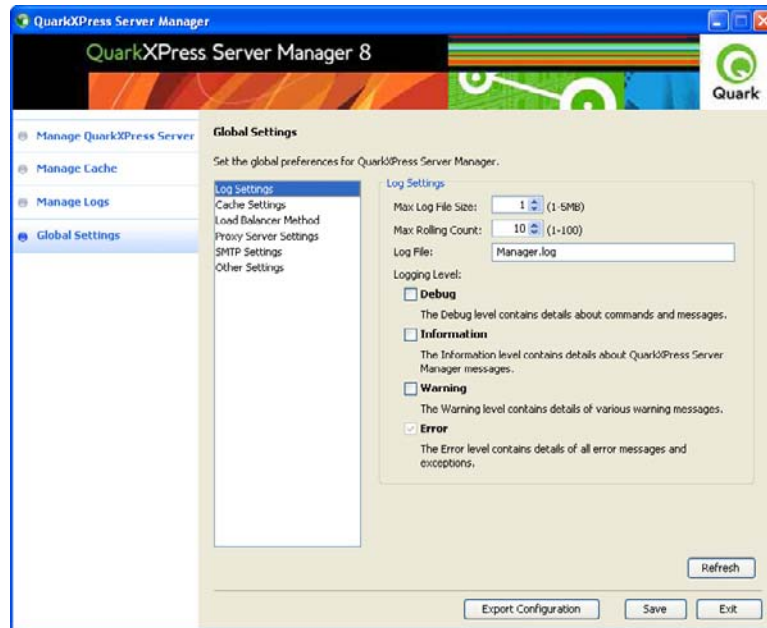 QuarkXPress Server Manager
QuarkXPress Server Manager 8
Quark
Manage QuarkXPress Server
Manage Cache
Manage Logs
Global Settings
Global Settings
Set the global preferences for QuarkXPress Server Manager.
Log Settings
Cache Settings
Load Balancer Method
Proxy Server Settings
SMTP Settings
Other Settings
Log Settings
Max Log File Size: 1 (1-5MB)
Max Rolling Count: 10 (1-100)
Log File: Manager.log
Logging Level:
Debug
The Debug level contains details about commands and messages.
Information
The Information level contains details about QuarkXPress Server
Manager messages.
Warning
The Warning level contains details of various warning messages.
Error
The Error level contains details of all error messages and
exceptions.
Refresh
Export Configuration
Save
Exit